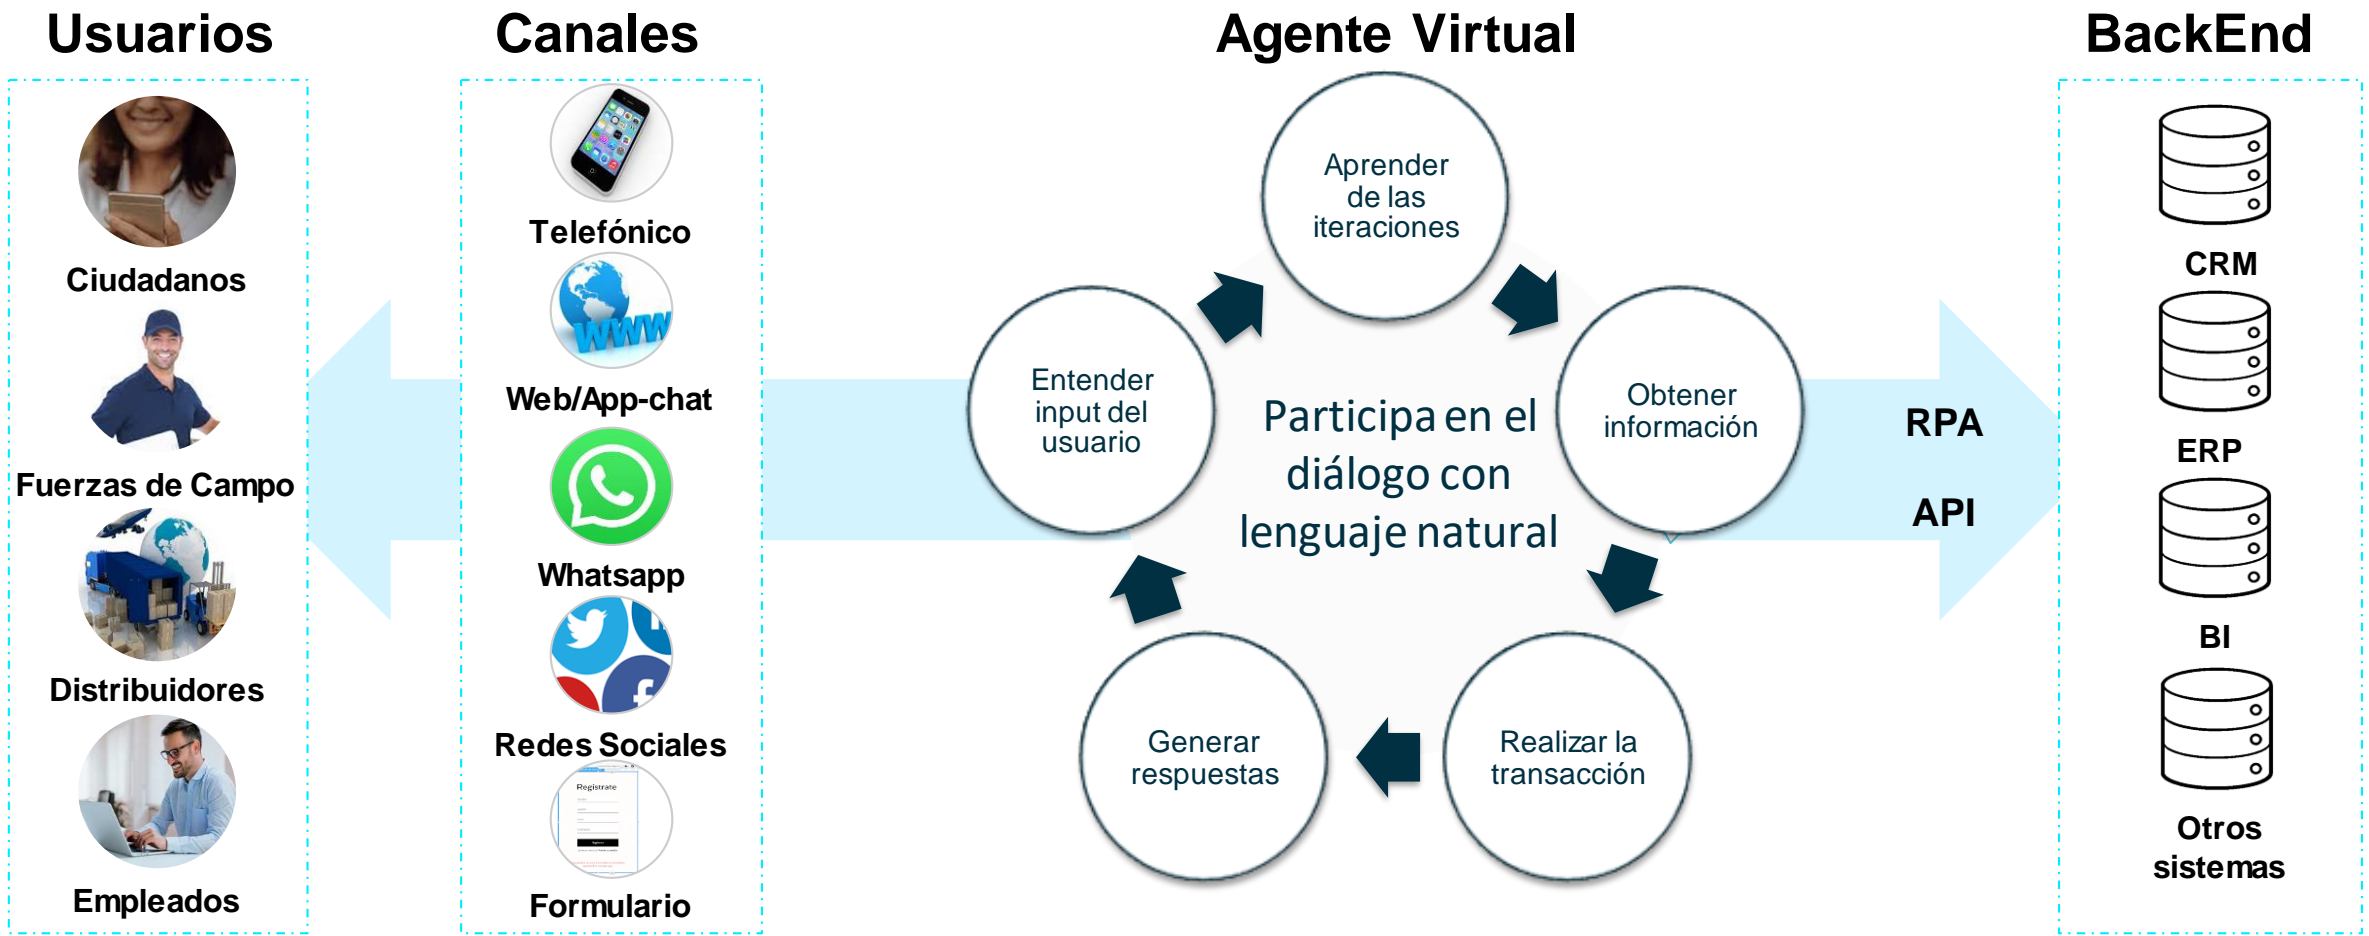 Usuarios
Canales
Agente Virtual
BackEnd
Ciudadanos
Fuerzas de Campo
Distribuidores
Empleados
Telefónico
WWW
Web/App-chat
Whatsapp
Redes Sociales
Regístrate
Formulario
Aprender
de las
iteraciones
Entender
input del
usuario
Obtener
información
Participa en el
diálogo con
lenguaje natural
Generar
respuestas
Realizar la
transacción
RPA
API
CRM
ERP
BI
Otros
sistemas